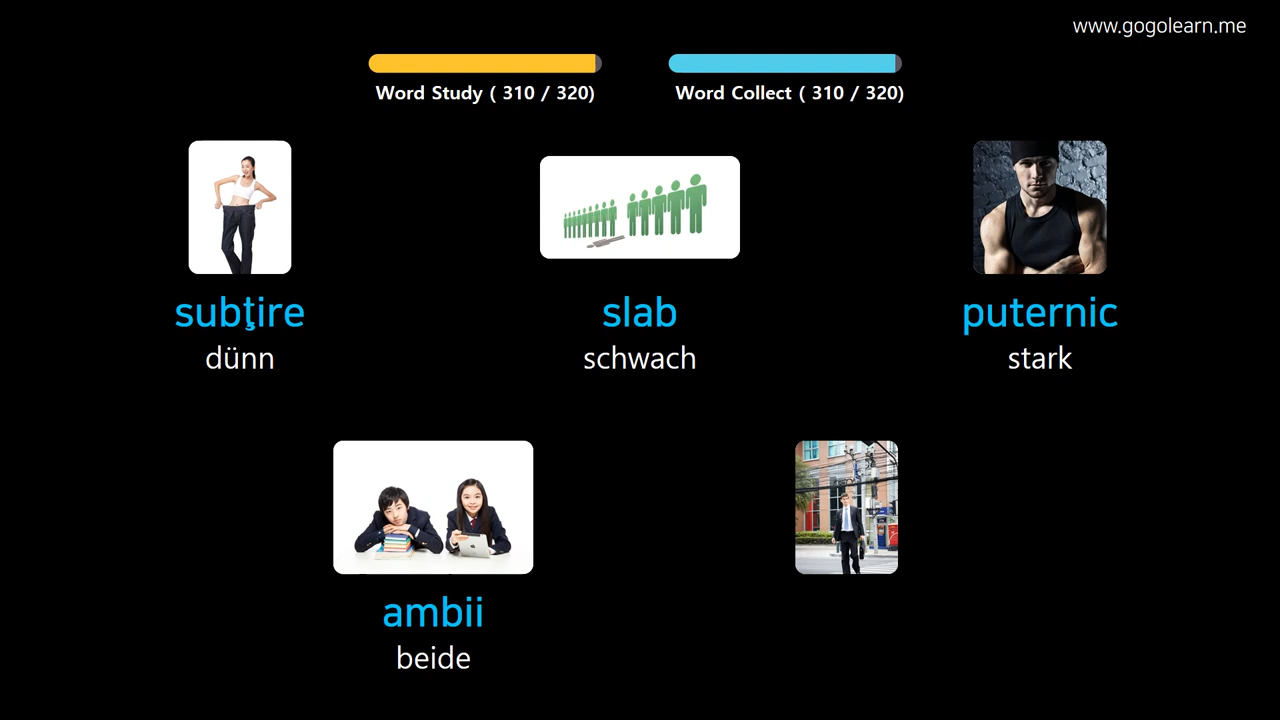 www.gogolearn.me
Word Study ( 310 / 320)
Word Collect ( 310 / 320)
subţire
dünn
slab
schwach
puternic
stark
ambii
beide